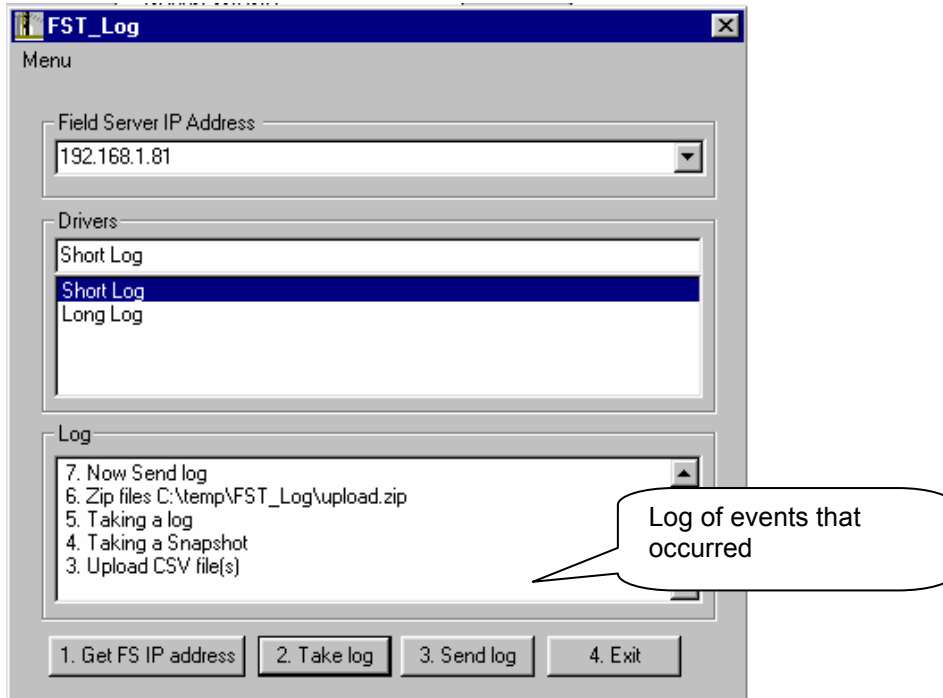 FST_Log
Menu
Field Server IP Address
192.168.1.81
Drivers
Short Log
Short Log
Long Log
Log
7. Now Send log
6. Zip files C:\temp\FST_Log\upload.zip
5. Taking a log
4. Taking a Snapshot
3. Upload CSV file(s)
Log of events that
occurred
1. Get FS IP address
2. Take log
3. Send log
4. Exit